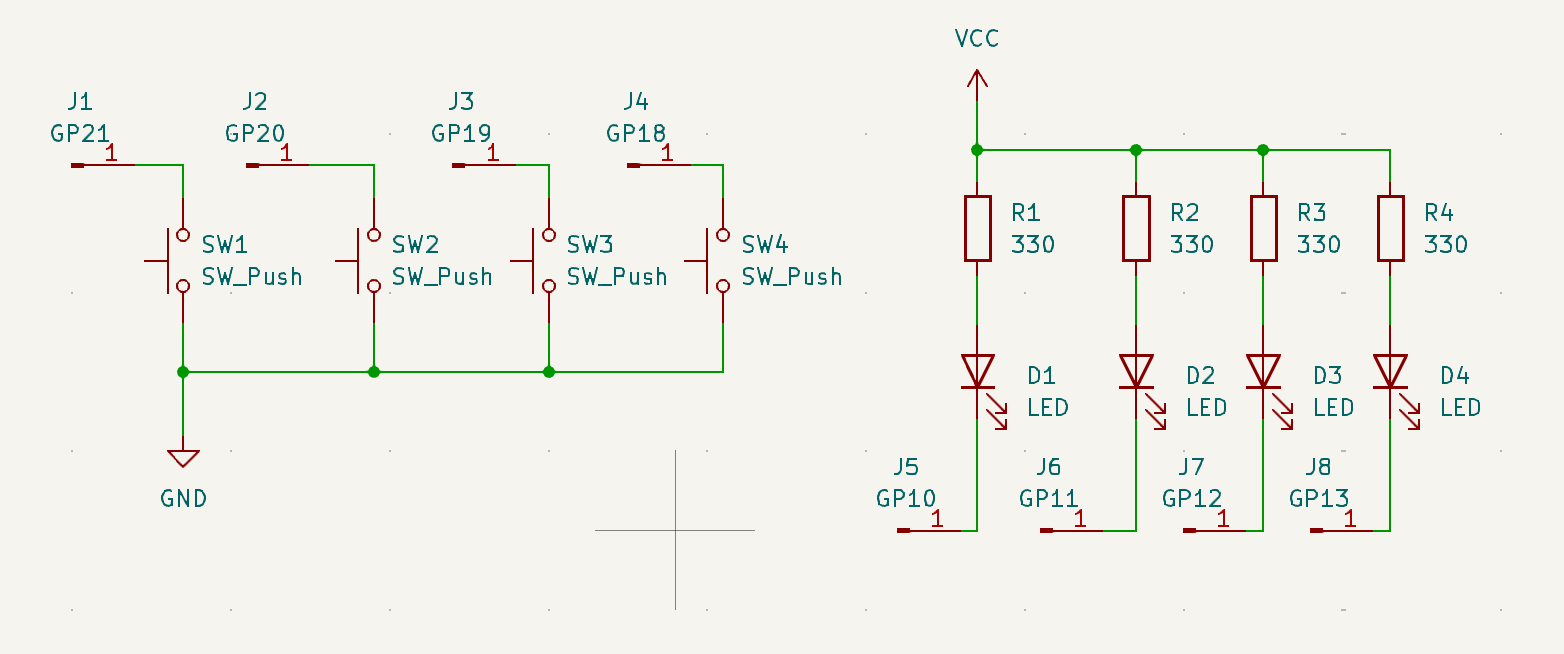 VCC
J1
GP21
1
J2
GP20
1
J3
GP19
1
J4
GP18
1
SW1
SW_Push
SW2
SW_Push
SW3
SW_Push
SW4
SW_Push
R1
330
R2
330
R3
330
R4
330
D1
LED
D2
LED
D3
LED
D4
LED
J5
GP10
1
J6
GP11
1
J7
GP12
1
J8
GP13
1
GND